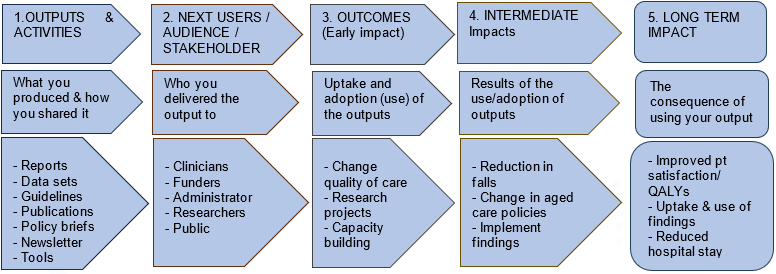 1.OUTPUTS &
ACTIVITIES
2. NEXT USERS /
AUDIENCE /
STAKEHOLDER
3. OUTCOMES
(Early impact)
4. INTERMEDIATE
Impacts
5. LONG TERM
IMPACT
What you
produced & how
you shared it
Who you
delivered the
output to
Uptake and
adoption (use) of
the outputs
Results of the
use/adoption of
outputs
The
consequence of
using your output
- Reports
- Data sets
- Guidelines
- Publications
- Policy briefs
- Newsletter
- Tools
- Clinicians
- Funders
- Administrator
- Researchers
- Public
- Change
quality of care
- Research
projects
- Capacity
building
- Reduction in
falls
- Change in aged
care policies
- Implement
findings
- Improved pt
satisfaction/
QALYs
- Uptake & use of
findings
- Reduced
hospital stay